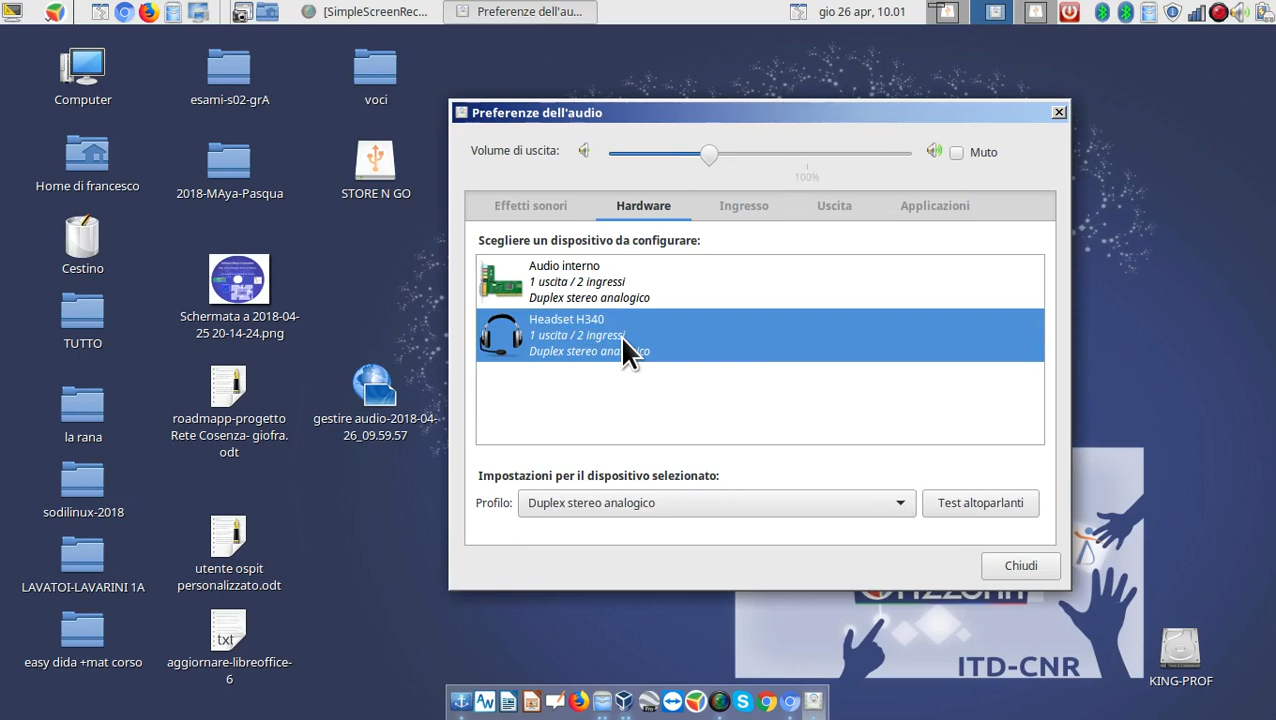 [SimpleScreenRec...
Preferenze dell'au...
gio 26 apr, 10.01
Computer
esami-s02-grA
voci
Home di francesco
2018-MAya-Pasqua
STORE N GO
Cestino
Schermata a 2018-04-
25 20-14-24.png
TUTTO
la rana
roadmapp-progetto
Rete Cosenza- giofra.
odt
gestire audio-2018-04-
26_09.59.57
sodilinux-2018
LAVATOI-LAVARINI 1A
utente ospit
personalizzato.odt
easy dida +mat corso
txt
aggiornare-libreoffice-
6
Preferenze dell'audio
Volume di uscita:
Muto
100%
Effetti sonori
Hardware
Ingresso
Uscita
Applicazioni
Scegliere un dispositivo da configurare:
Audio interno
1 uscita / 2 ingressi
Duplex stereo analogico
Headset H340
1 uscita / 2 ingressi
Duplex stereo analogico
Impostazioni per il dispositivo selezionato:
Profilo:
Duplex stereo analogico
Test altoparlanti
Chiudi
ITD-CNR
KING-PROF